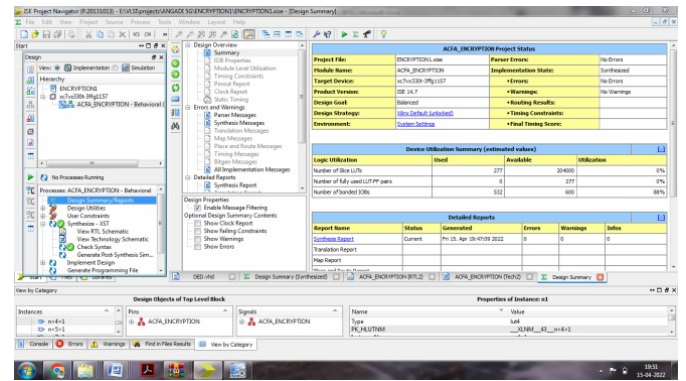 ISE Project Navigator (P.20131013) - E:\VLSI\projects\ANGADI SG\ENCRYPTION1\ENCRYPTION1.xise - [Design Summary]
File Edit View Project Source Process Tools Window Layout Help
Start
Design
View: Implementation Simulation
Hierarchy
ENCRYPTION1
xc7vx330t-3ffg1157
ACFA_ENCRYPTION - Behavioral (
No Processes Running
Processes: ACFA_ENCRYPTION - Behavioral
Design Summary/Reports
Design Utilities
User Constraints
Synthesize - XST
View RTL Schematic
View Technology Schematic
Check Syntax
Generate Post-Synthesis Sim...
Implement Design
Generate Programming File
Design Overview
Summary
IOB Properties
Module Level Utilization
Timing Constraints
Pinout Report
Clock Report
Static Timing
Errors and Warnings
Parser Messages
Synthesis Messages
Translation Messages
Map Messages
Place and Route Messages
Timing Messages
Bitgen Messages
All Implementation Messages
Detailed Reports
Synthesis Report
Design Properties
Enable Message Filtering
Optional Design Summary Contents
Show Clock Report
Show Failing Constraints
Show Warnings
Show Errors
ACFA_ENCRYPTION Project Status
Project File: ENCRYPTION1.xise Parser Errors: No Errors
Module Name: ACFA_ENCRYPTION Implementation State: Synthesized
Target Device: xc7vx330t-3ffg1157 •Errors: No Errors
Product Version: ISE 14.7 •Warnings: No Warnings
Design Goal: Balanced •Routing Results:
Design Strategy: Xilinx Default (unlocked) •Timing Constraints:
Environment: System Settings •Final Timing Score:
Device Utilization Summary (estimated values) [-]
Logic Utilization Used Available Utilization
Number of Slice LUTs 277 204000 0%
Number of fully used LUT-FF pairs 0 277 0%
Number of bonded IOBs 532 600 88%
Detailed Reports [-]
Report Name Status Generated Errors Warnings Infos
Synthesis Report Current Fri 15. Apr 19:47:09 2022 0 0 0
Translation Report
Map Report
DED.vhd Design Summary (Synthesized) ACFA_ENCRYPTION (RTL2) ACFA_ENCRYPTION (Tech2) Design Summary
View by Category
Design Objects of Top Level Block Properties of Instance: n1
Instances Pins Signals Name Value
n<4>1 ACFA_ENCRYPTION ACFA_ENCRYPTION Type lut4
n<5>1 PK_HLUTNM ___XLNM__43__n<4>1
Console Errors Warnings Find in Files Results View by Category
19:51
15-04-2022